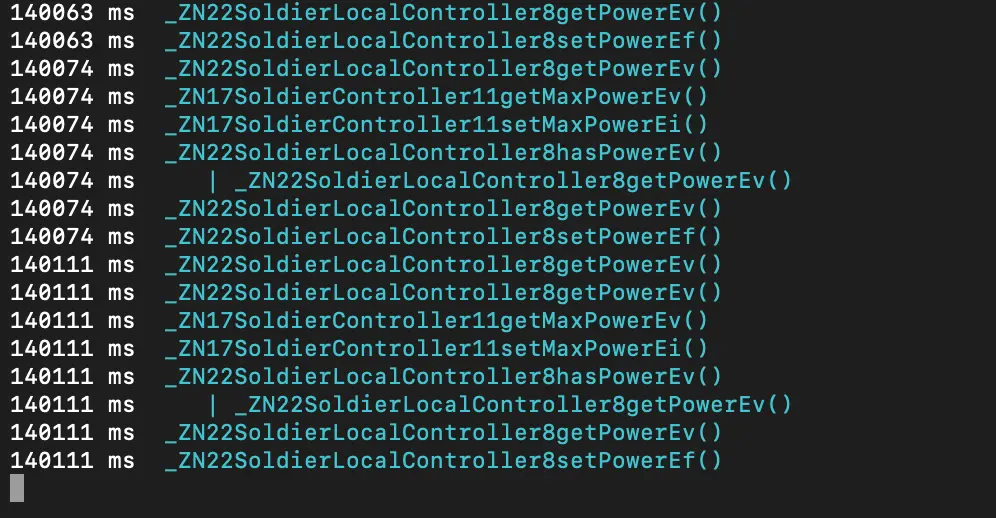 140063 ms  _ZN22SoldierLocalController8getPowerEv()
140063 ms  _ZN22SoldierLocalController8setPowerEf()
140074 ms  _ZN22SoldierLocalController8getPowerEv()
140074 ms  _ZN17SoldierController11getMaxPowerEv()
140074 ms  _ZN17SoldierController11setMaxPowerEi()
140074 ms  _ZN22SoldierLocalController8hasPowerEv()
140074 ms     | _ZN22SoldierLocalController8getPowerEv()
140074 ms  _ZN22SoldierLocalController8getPowerEv()
140074 ms  _ZN22SoldierLocalController8setPowerEf()
140111 ms  _ZN22SoldierLocalController8getPowerEv()
140111 ms  _ZN22SoldierLocalController8getPowerEv()
140111 ms  _ZN17SoldierController11getMaxPowerEv()
140111 ms  _ZN17SoldierController11setMaxPowerEi()
140111 ms  _ZN22SoldierLocalController8hasPowerEv()
140111 ms     | _ZN22SoldierLocalController8getPowerEv()
140111 ms  _ZN22SoldierLocalController8getPowerEv()
140111 ms  _ZN22SoldierLocalController8setPowerEf()